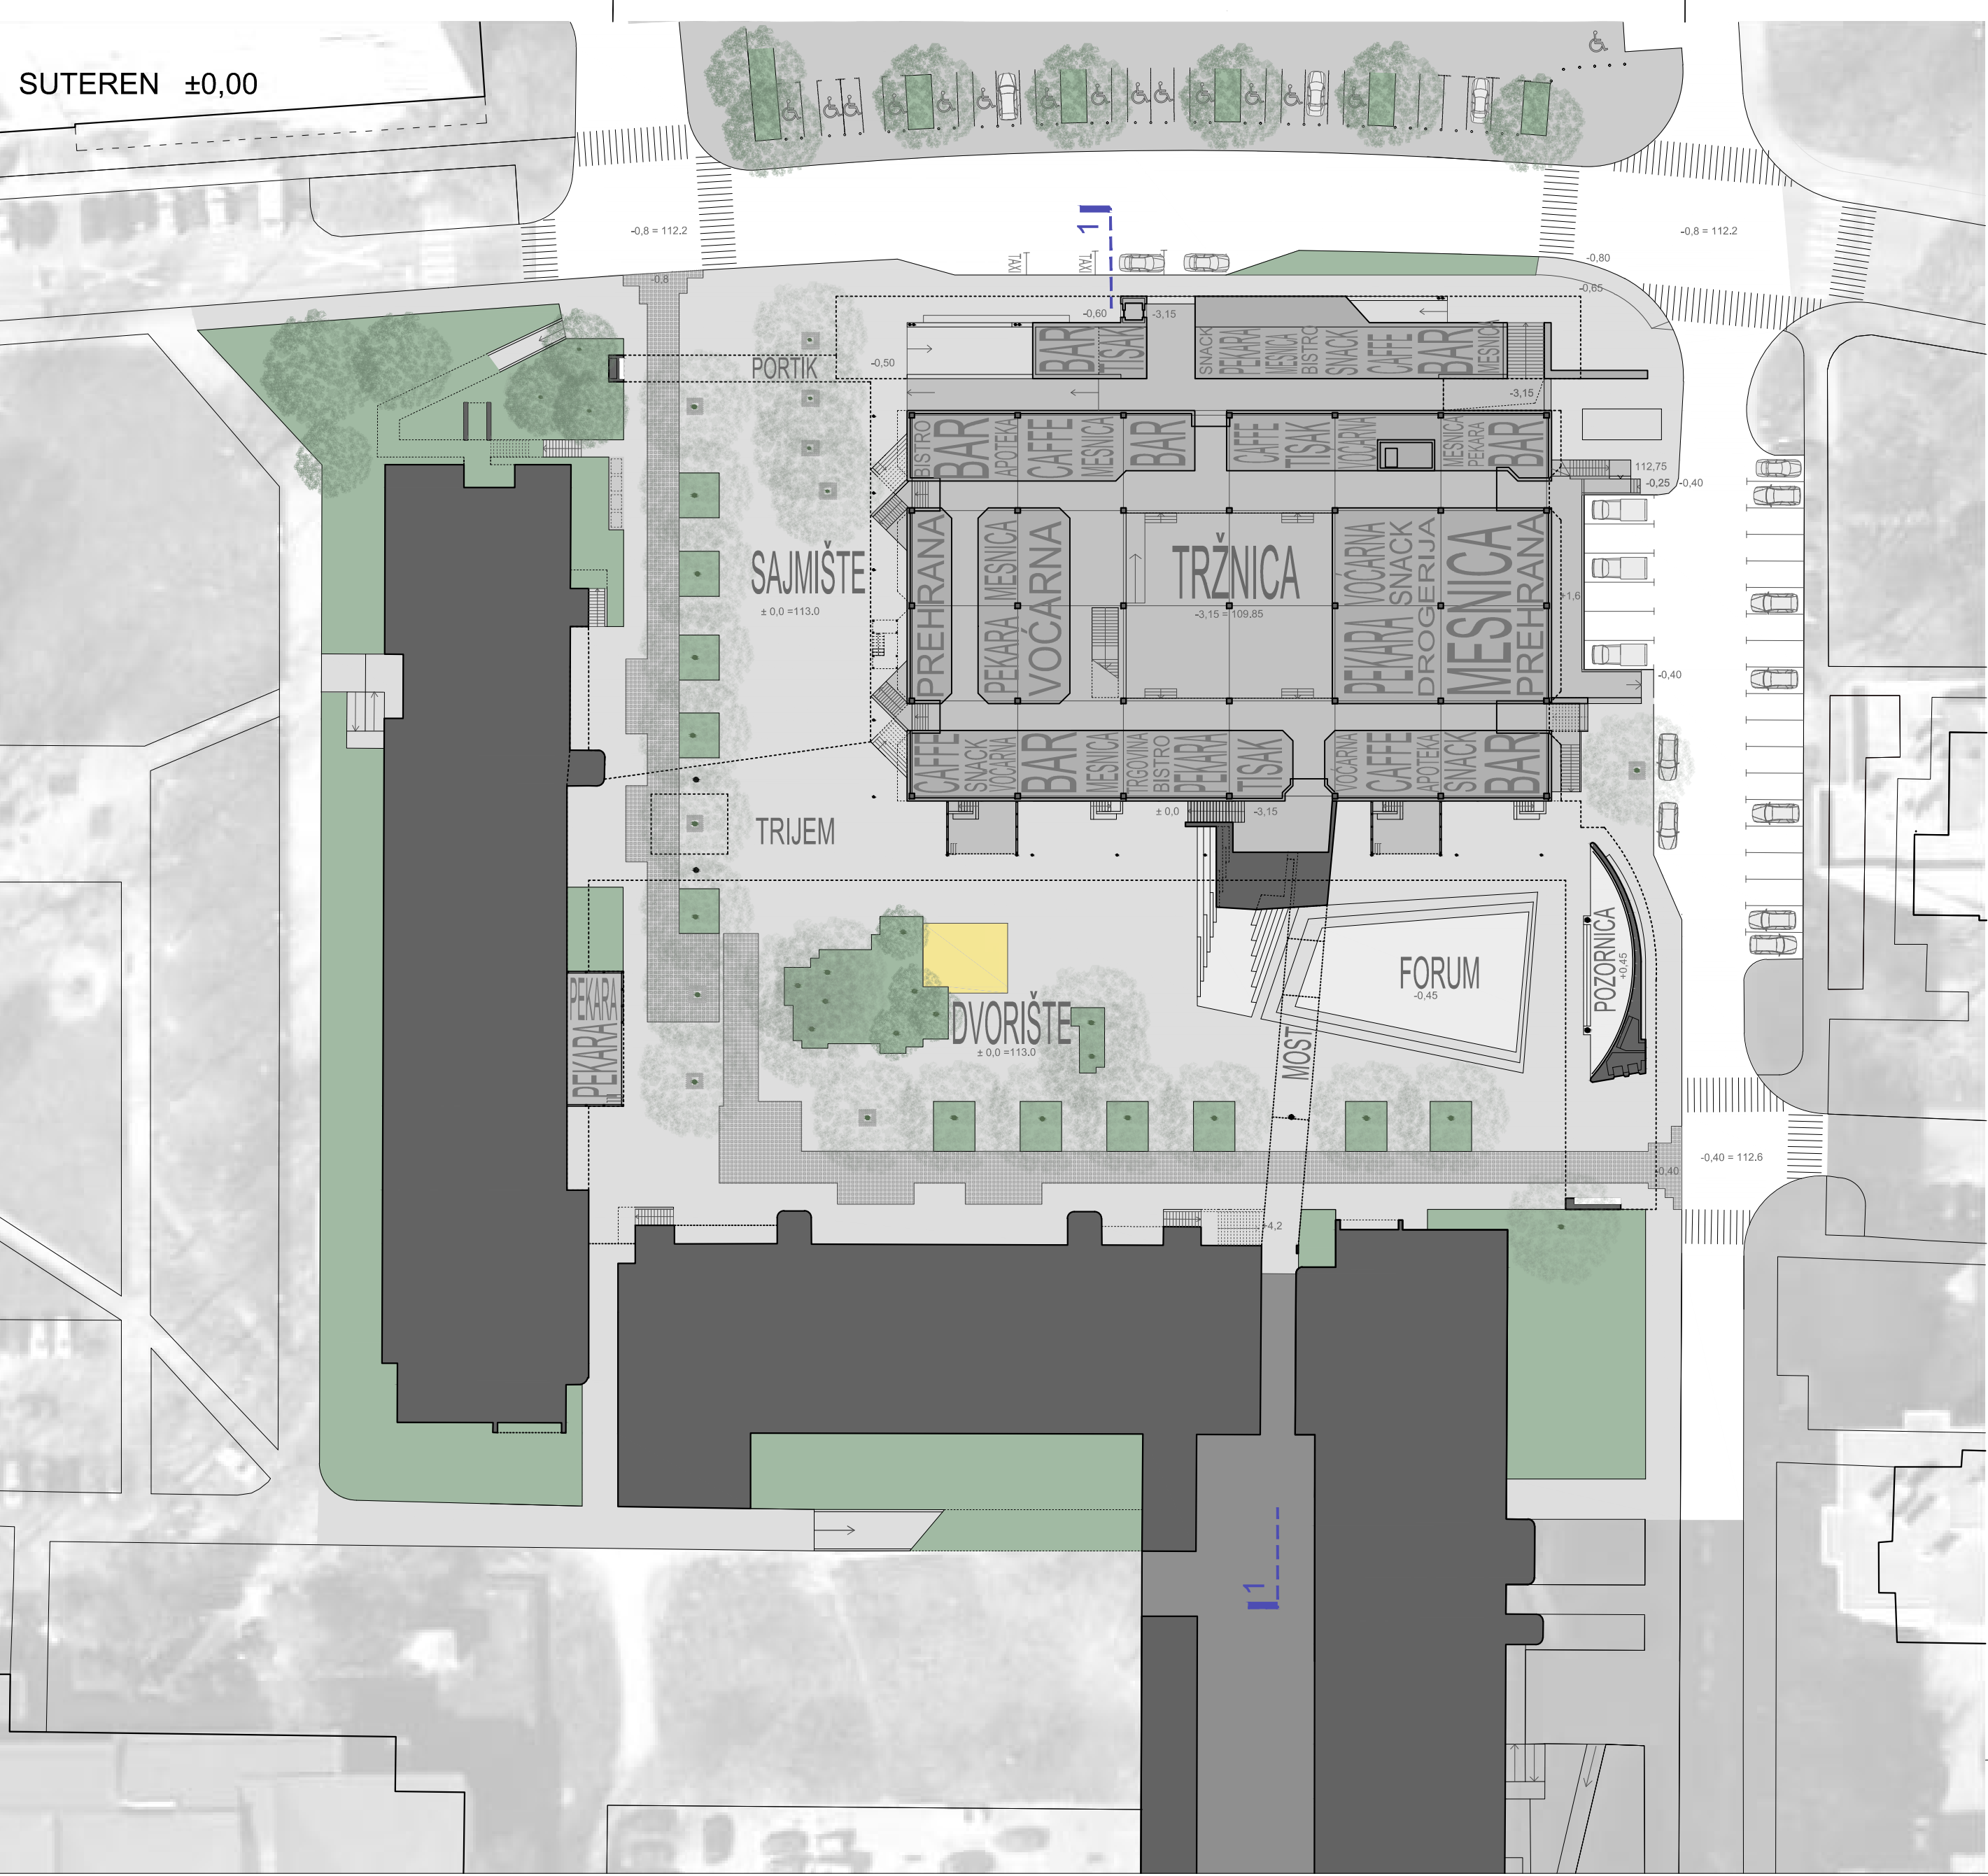 SUTEREN ±0,00
-0,8 = 112.2
1
-0,8 = 112.2
TAXI
TAXI
-0,80
-0,8
-0,65
-0,60
-3,15
PORTIK
-0,50
BAR
TISAK
SNACK
PEKARA
MESNICA
BISTRO
SNACK
CAFFE
BAR
MESNICA
-3,15
BISTRO
BAR
APOTEKA
CAFFE
MESNICA
BAR
CAFFE
TISAK
VOĆARNA
MESNICA
PEKARA
BAR
112,75
-0,25
-0,40
SAJMIŠTE
± 0,0 =113.0
PREHRANA
PEKARA MESNICA
VOĆARNA
TRŽNICA
-3,15 = 109.85
PEKARA VOĆARNA
SNACK
DROGERIJA
MESNICA
PREHRANA
+1,6
-0,40
CAFFE
SNACK
VOĆARNA
BAR
MESNICA
TRGOVINA
BISTRO
PEKARA
TISAK
VOĆARNA
CAFFE
APOTEKA
SNACK
BAR
± 0,0
-3,15
TRIJEM
POZORNICA
+0,45
FORUM
-0,45
PEKARA
PEKARA
DVORIŠTE
± 0,0 =113.0
MOST
-0,40 = 112.6
-0,40
+4,2
1